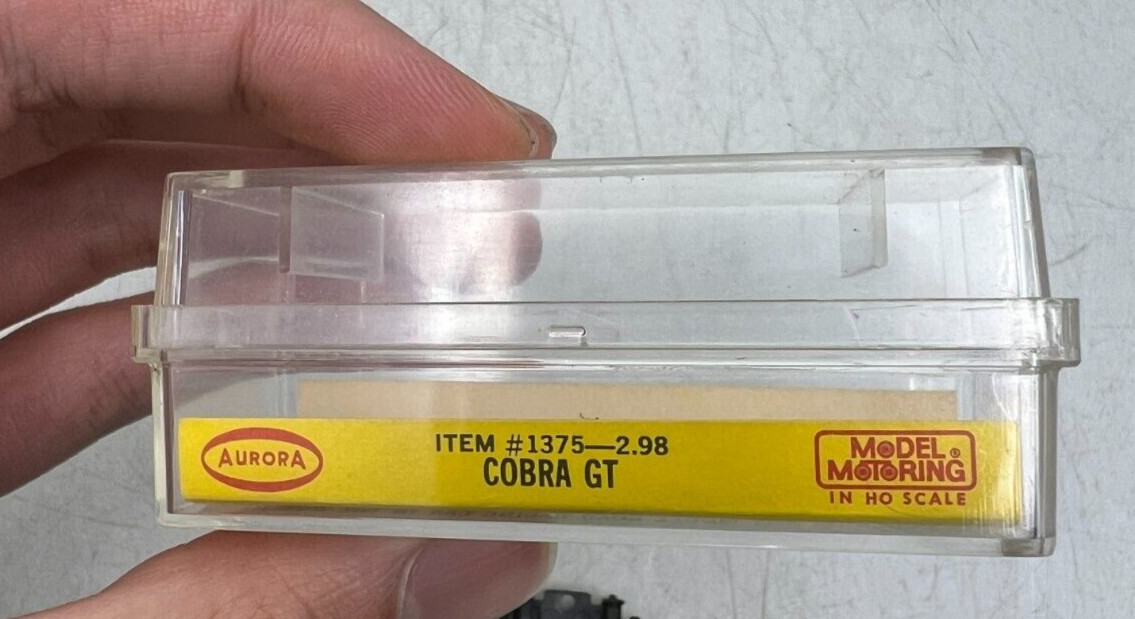 AURORA
ITEM #1375—2.98
COBRA GT
MODEL
MOTORING®
IN HO SCALE